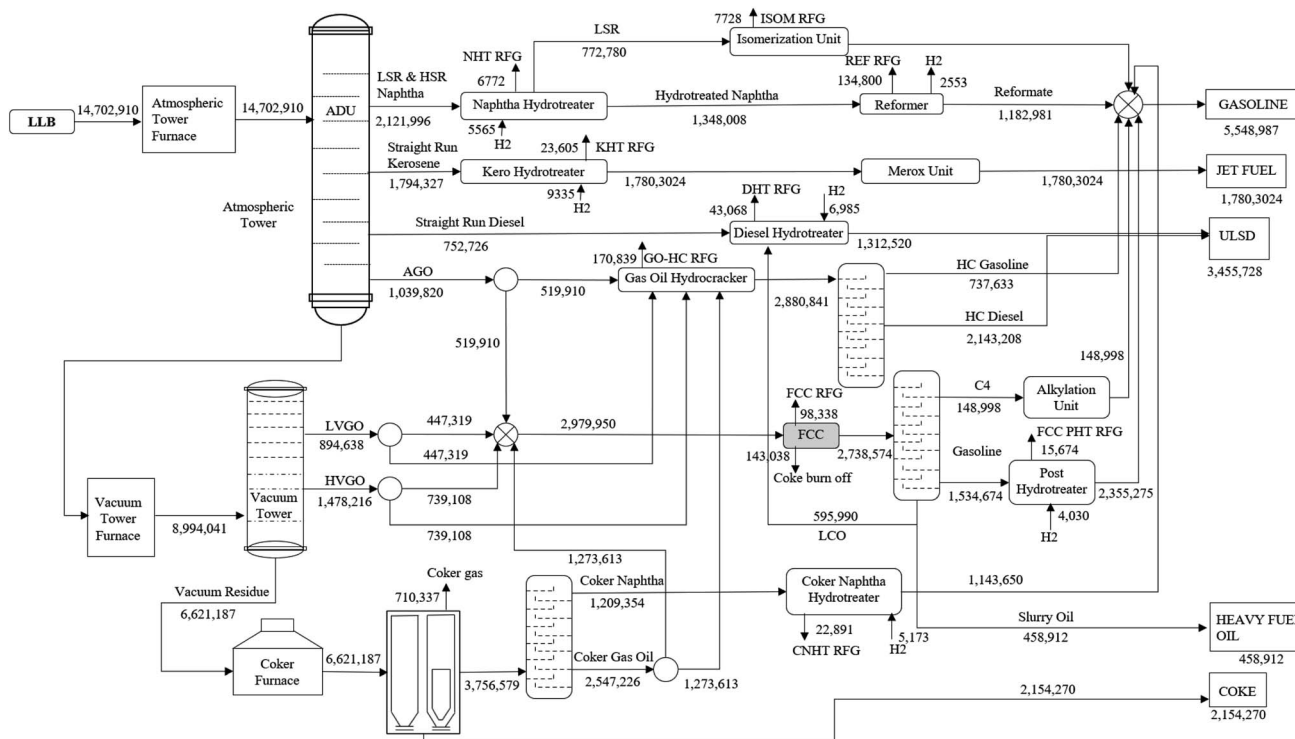 7728 ISOM RFG
LSR
772,780
Isomerization Unit
NHT RFG
6772
REF RFG
134,800
H2
2553
LSR & HSR
Naphtha
2,121,996
Naphtha Hydrotreater
Hydrotreated Naphtha
1,348,008
Reformer
Reformate
1,182,981
GASOLINE
5,548,987
14,702,910
LLB
Atmospheric
Tower
Furnace
14,702,910
ADU
5565
H2
23,605
KHT RFG
Straight Run
Kerosene
1,794,327
Kero Hydrotreater
9335
H2
1,780,3024
Merox Unit
1,780,3024
JET FUEL
1,780,3024
Atmospheric
Tower
DHT RFG
43,068
H2
6,985
Straight Run Diesel
752,726
Diesel Hydrotreater
1,312,520
ULSD
3,455,728
170,839
GO-HC RFG
AGO
1,039,820
519,910
Gas Oil Hydrocracker
2,880,841
HC Gasoline
737,633
HC Diesel
2,143,208
519,910
148,998
FCC RFG
98,338
C4
148,998
Alkylation
Unit
LVGO
894,638
447,319
447,319
2,979,950
FCC
143,038
2,738,574
Coke burn off
FCC PHT RFG
15,674
Gasoline
1,534,674
Post
Hydrotreater
2,355,275
4,030
H2
HVGO
1,478,216
739,108
739,108
Vacuum
Tower
Vacuum
Tower
Furnace
8,994,041
595,990
LCO
1,273,613
Vacuum Residue
6,621,187
Coker gas
710,337
Coker Naphtha
1,209,354
Coker Naphtha
Hydrotreater
1,143,650
22,891
CNHT RFG
5,173
H2
Slurry Oil
458,912
HEAVY FUEL
OIL
458,912
Coker
Furnace
6,621,187
3,756,579
Coker Gas Oil
2,547,226
1,273,613
2,154,270
COKE
2,154,270